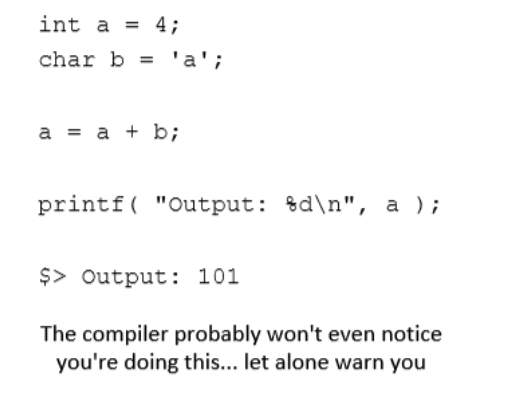 int a = 4;
char b = 'a';
a = a + b;
printf( "Output: %d\n", a );
$> Output: 101
The compiler probably won't even notice
you're doing this... let alone warn you